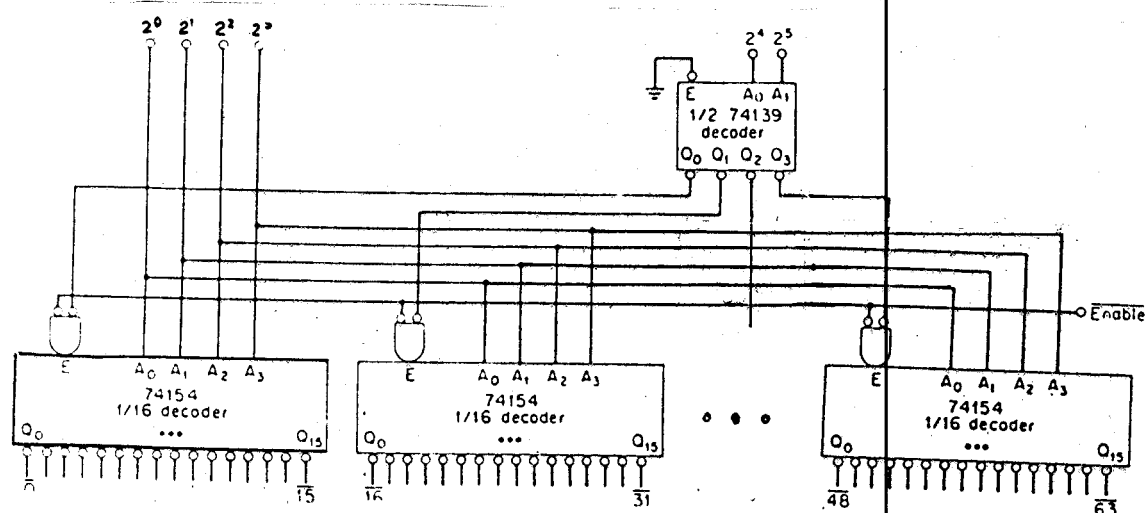 2⁰ 2¹ 2² 2³
2⁴ 2⁵
E A₀ A₁
1/2 74139
decoder
Q₀ Q₁ Q₂ Q₃
Enable
E A₀ A₁ A₂ A₃
74154
1/16 decoder
•••
Q₀ Q₁₅
0 15
E A₀ A₁ A₂ A₃
74154
1/16 decoder
•••
Q₀ Q₁₅
16 31
• • •
E A₀ A₁ A₂ A₃
74154
1/16 decoder
•••
Q₀ Q₁₅
48 63